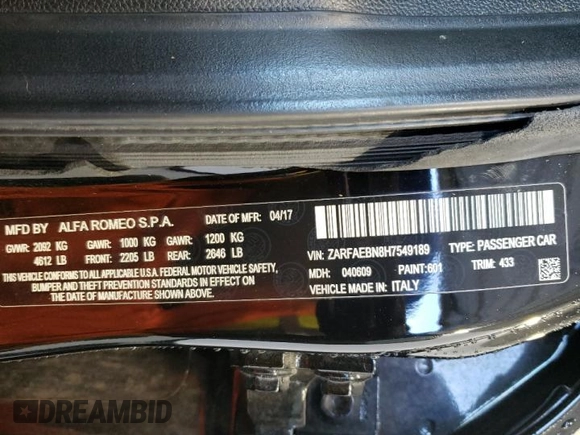 MFD BY ALFA ROMEO S.P.A. DATE OF MFR 04/17
GVWR: 2092 KG GAWR: 1000 KG GAWR: 1200 KG
4612 LB FRONT: 2205 LB REAR: 2646 LB
THIS VEHICLE CONFORMS TO ALL APPLICABLE
U.S.A. FEDERAL MOTOR VEHICLE SAFETY,
BUMPER AND THEFT PREVENTION STANDARDS
IN EFFECT ON THE DATE OF MANUFACTURE
SHOWN ABOVE.
VIN: ZARFAEBN8H7549189 TYPE: PASSENGER CAR
MDH: 040609 PAINT: 601 TRIM: 433
VEHICLE MADE IN: ITALY
DREAMBID